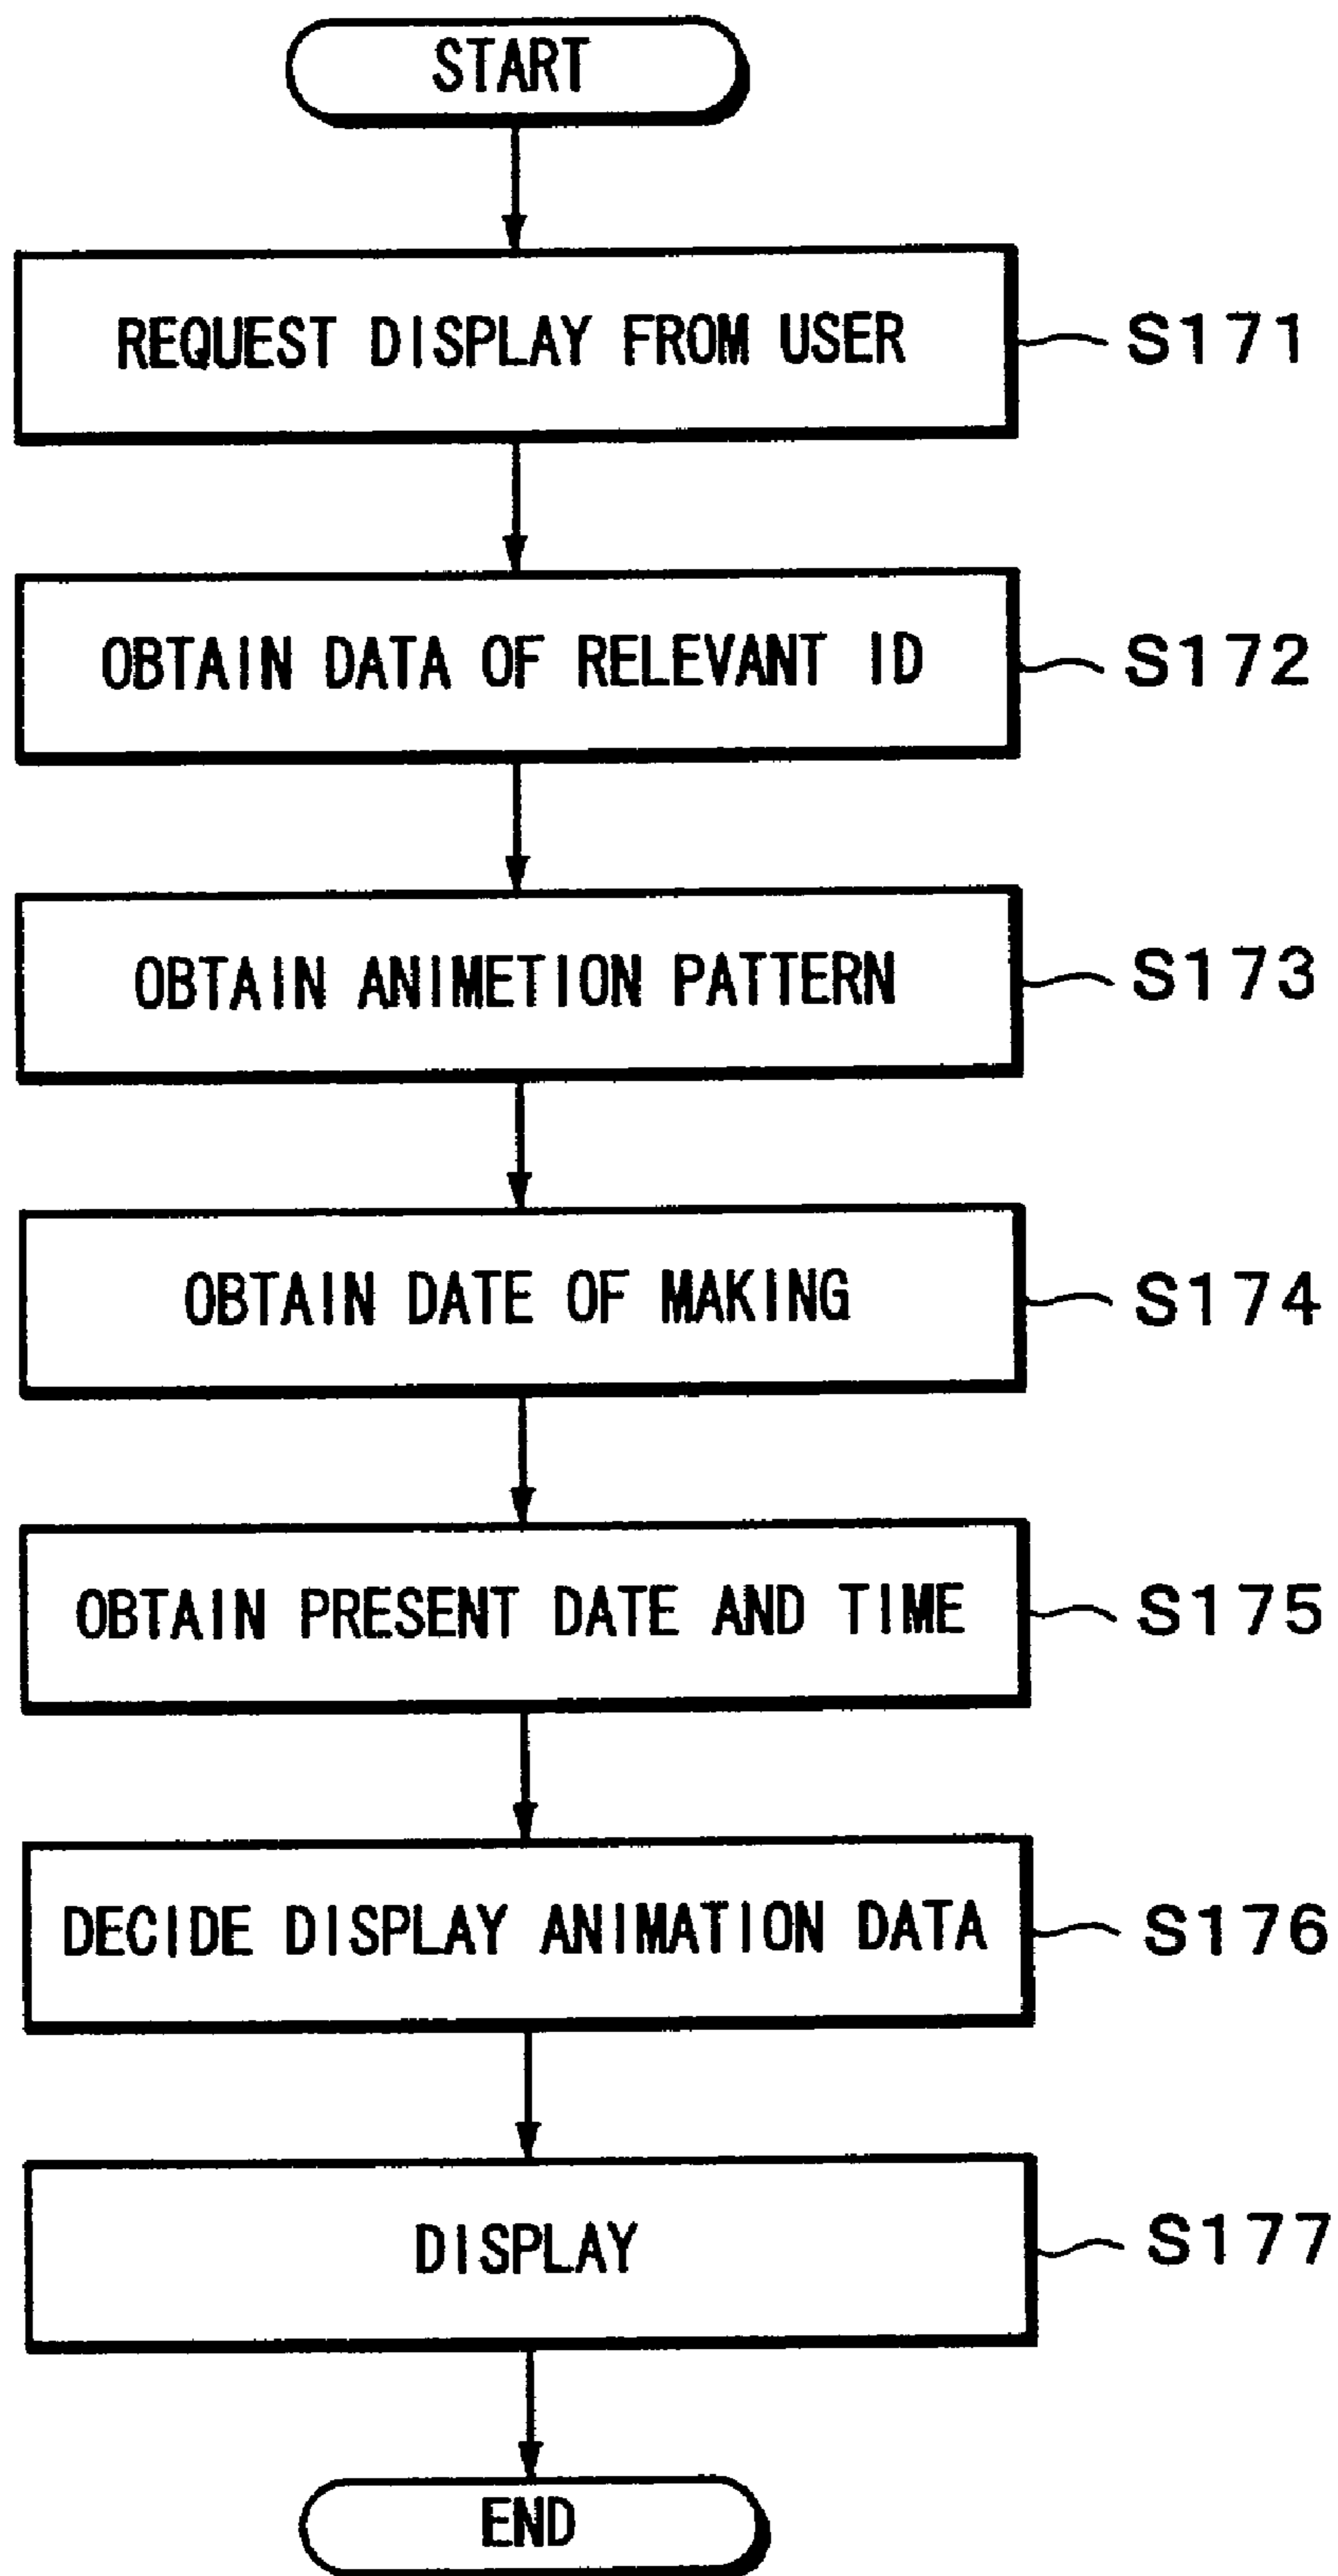 START
REQUEST DISPLAY FROM USER
S171
OBTAIN DATA OF RELEVANT ID
S172
OBTAIN ANIMETION PATTERN
S173
OBTAIN DATE OF MAKING
S174
OBTAIN PRESENT DATE AND TIME
S175
DECIDE DISPLAY ANIMATION DATA
S176
DISPLAY
S177
END